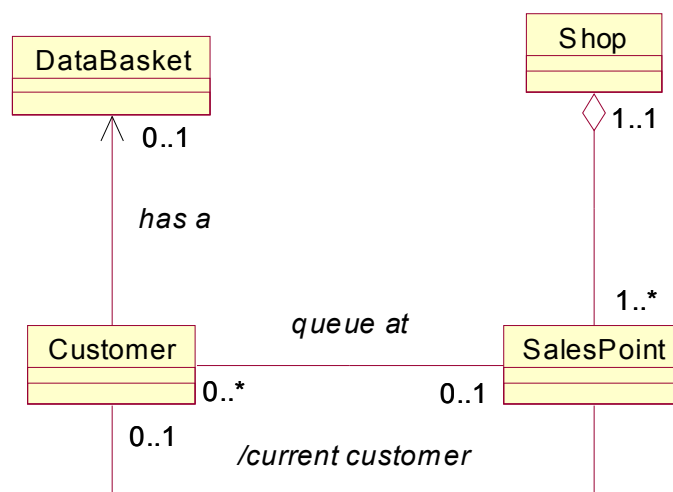 Shop
DataBasket
1..1
0..1
has a
1..*
queue at
Customer
SalesPoint
0..*
0..1
0..1
/current customer